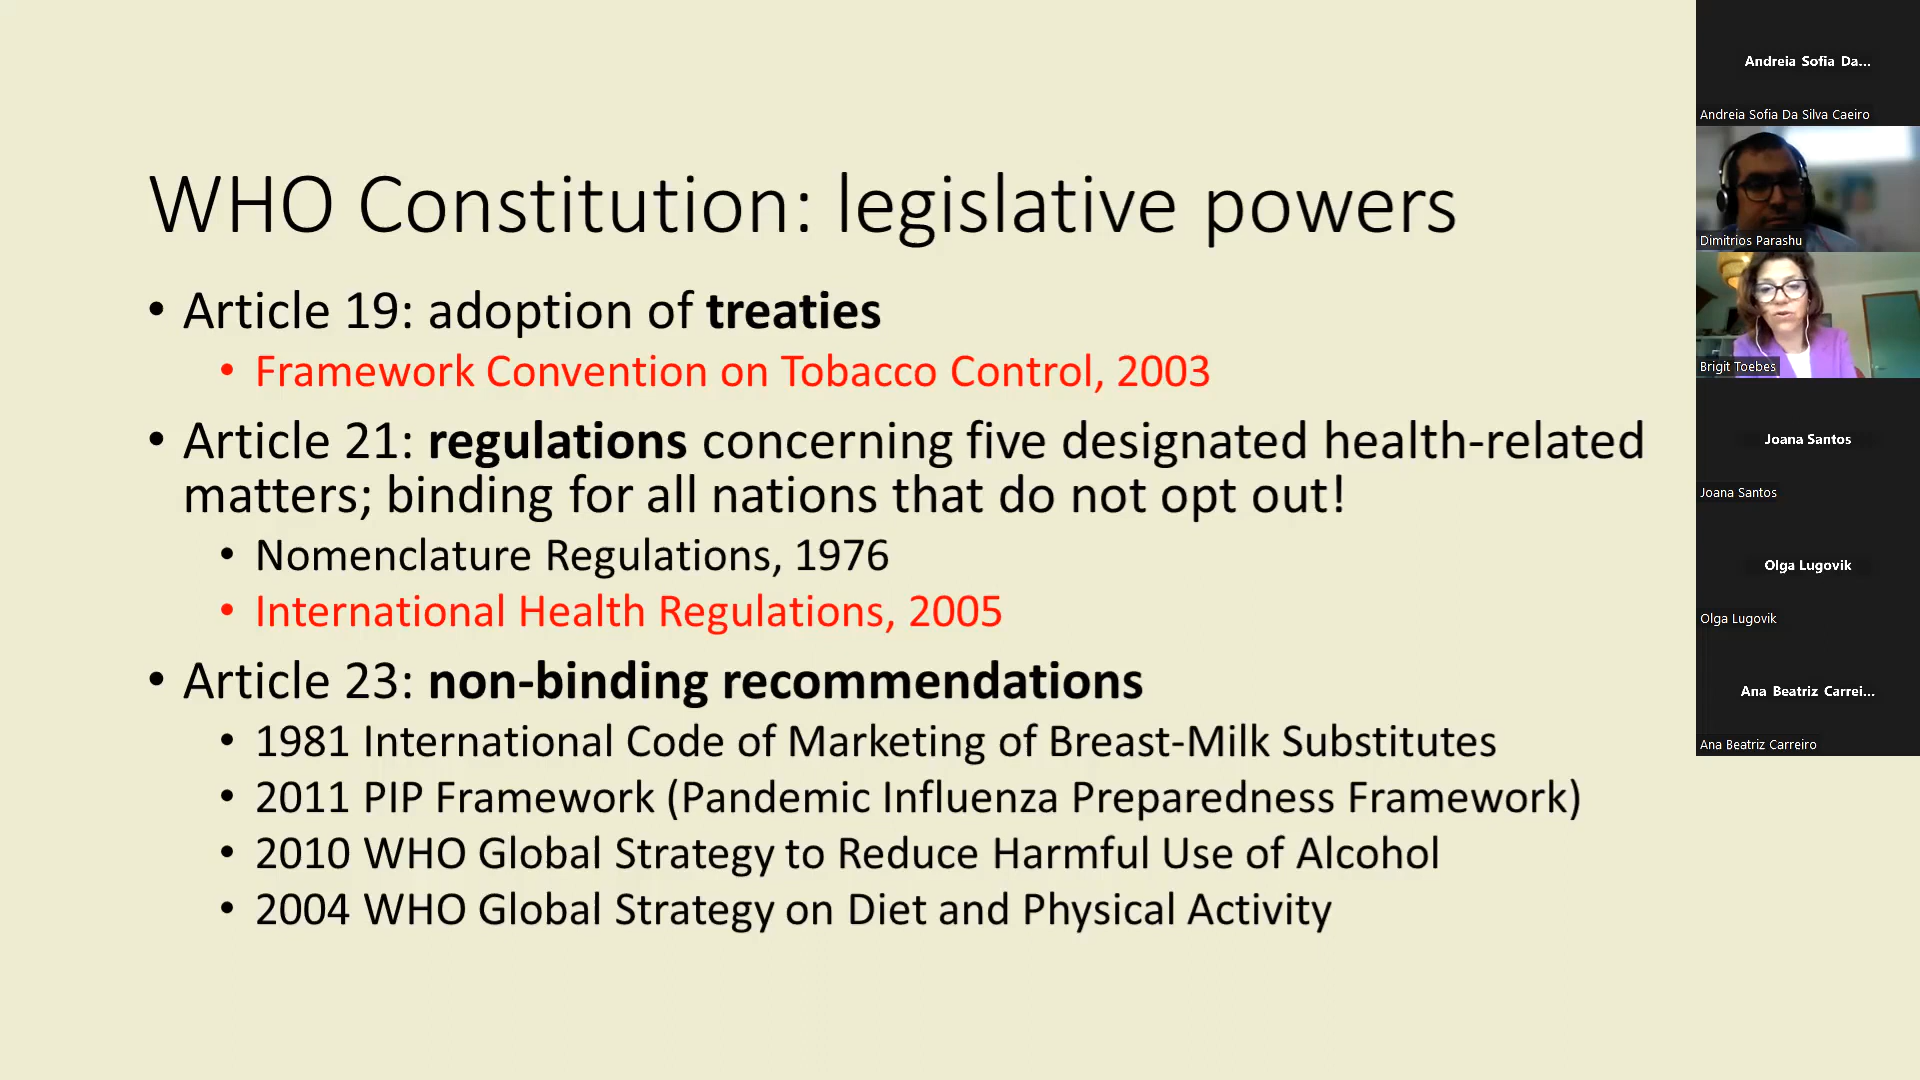 WHO Constitution: legislative powers
• Article 19: adoption of treaties
• Framework Convention on Tobacco Control, 2003
• Article 21: regulations concerning five designated health-related
matters; binding for all nations that do not opt out!
• Nomenclature Regulations, 1976
• International Health Regulations, 2005
• Article 23: non-binding recommendations
• 1981 International Code of Marketing of Breast-Milk Substitutes
• 2011 PIP Framework (Pandemic Influenza Preparedness Framework)
• 2010 WHO Global Strategy to Reduce Harmful Use of Alcohol
• 2004 WHO Global Strategy on Diet and Physical Activity
Andreia Sofia Da...
Andreia Sofia Da Silva Caeiro
Dimitrios Parashu
Brigit Toebes
Joana Santos
Joana Santos
Olga Lugovik
Olga Lugovik
Ana Beatriz Carrei...
Ana Beatriz Carreiro